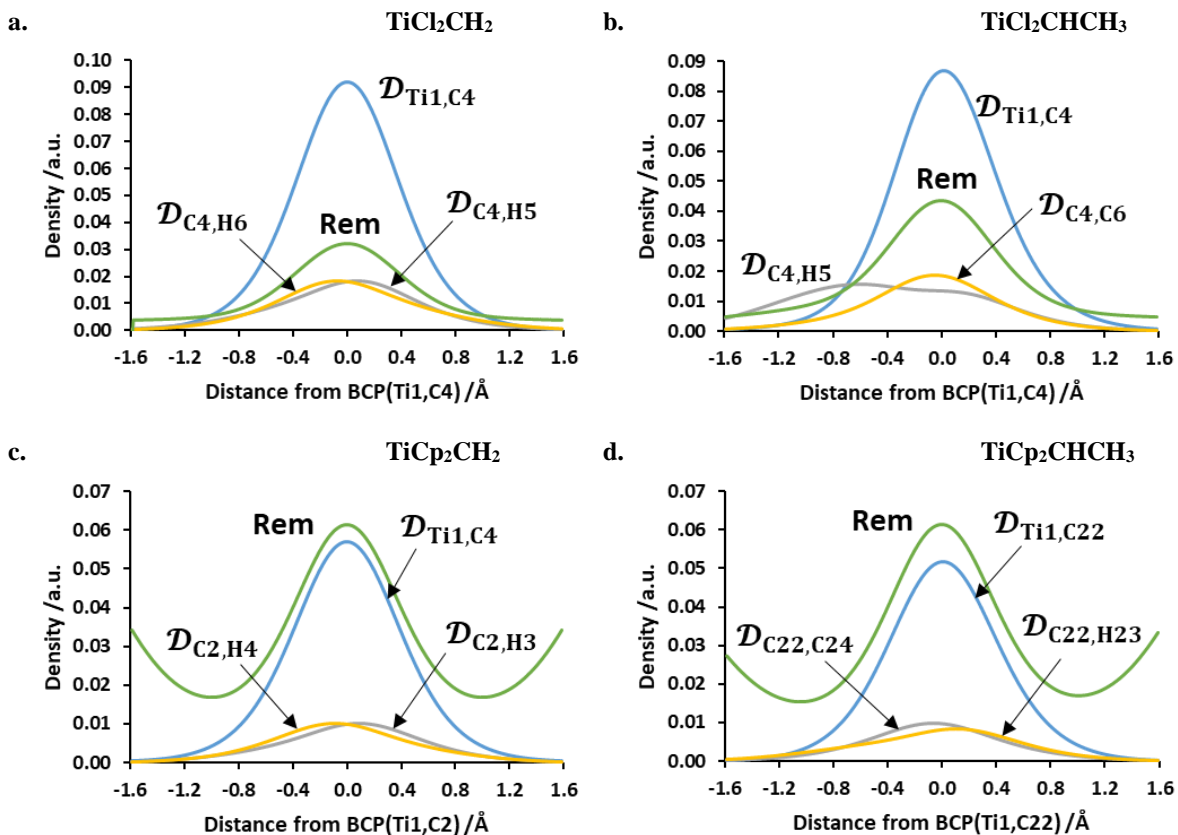 a. TiCl₂CH₂
0.10
0.09
0.08
0.07
0.06
0.05
0.04
0.03
0.02
0.01
0.00
Density /a.u.
𝒟Ti1,C4
𝒟C4,H6
Rem
𝒟C4,H5
-1.6 -1.2 -0.8 -0.4 0.0 0.4 0.8 1.2 1.6
Distance from BCP(Ti1,C4) /Å
b. TiCl₂CHCH₃
0.09
0.08
0.07
0.06
0.05
0.04
0.03
0.02
0.01
0.00
Density /a.u.
𝒟Ti1,C4
Rem
𝒟C4,C6
𝒟C4,H5
-1.6 -1.2 -0.8 -0.4 0.0 0.4 0.8 1.2 1.6
Distance from BCP(Ti1,C4) /Å
c. TiCp₂CH₂
0.07
0.06
0.05
0.04
0.03
0.02
0.01
0.00
Density /a.u.
Rem
𝒟Ti1,C4
𝒟C2,H4
𝒟C2,H3
-1.6 -1.2 -0.8 -0.4 0.0 0.4 0.8 1.2 1.6
Distance from BCP(Ti1,C2) /Å
d. TiCp₂CHCH₃
0.07
0.06
0.05
0.04
0.03
0.02
0.01
0.00
Density /a.u.
Rem
𝒟Ti1,C22
𝒟C22,C24
𝒟C22,H23
-1.6 -1.2 -0.8 -0.4 0.0 0.4 0.8 1.2 1.6
Distance from BCP(Ti1,C22) /Å